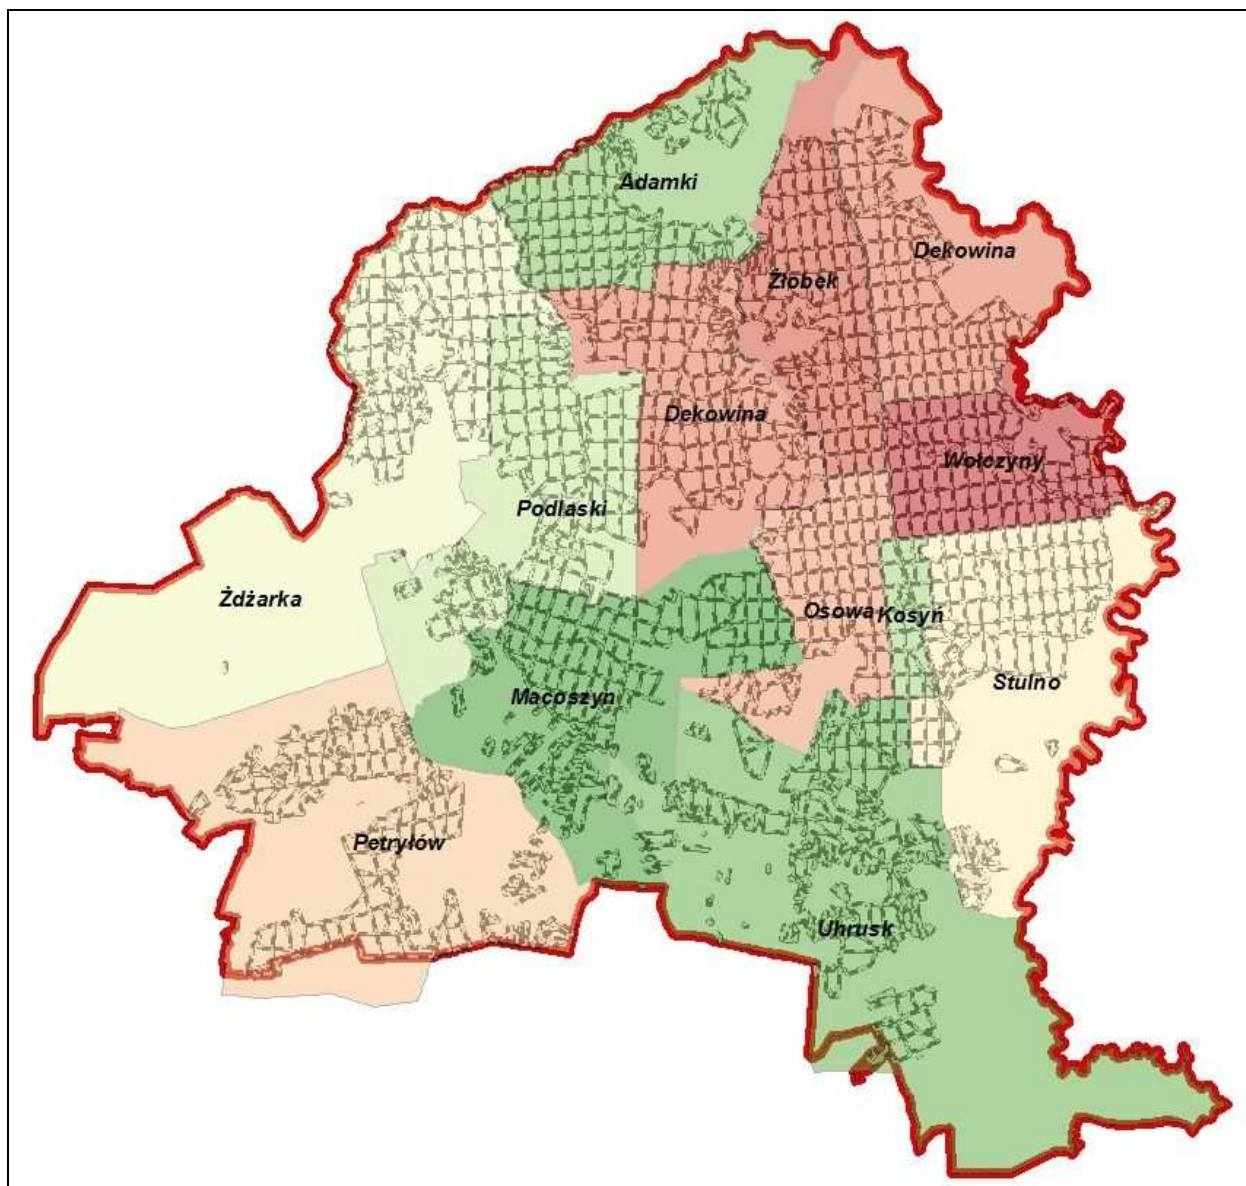 Adamki
Dekowina
Żłobek
Dekowina
Wołczyny
Podlaski
Żdżarka
Osowa
Kosyń
Stulno
Macoszyn
Petryłów
Uhrusk